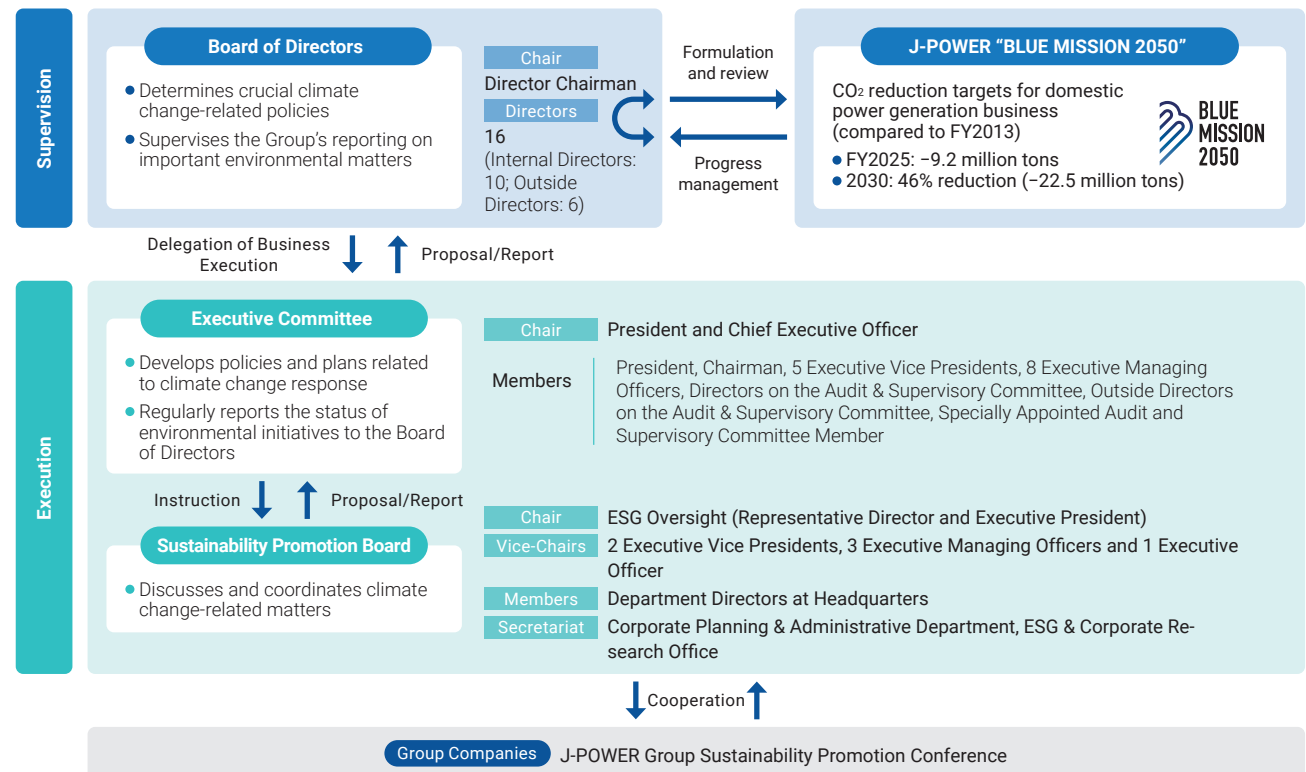 Supervision
Board of Directors
• Determines crucial climate
change-related policies
• Supervises the Group's reporting on
important environmental matters
Chair
Director Chairman
Directors
16
(Internal Directors:
10; Outside
Directors: 6)
Formulation
and review
Progress
management
J-POWER “BLUE MISSION 2050”
CO2 reduction targets for domestic
power generation business
(compared to FY2013)
• FY2025: −9.2 million tons
• 2030: 46% reduction (−22.5 million tons)
BLUE
MISSION
2050
Delegation of Business
Execution
Proposal/Report
Execution
Executive Committee
• Develops policies and plans related
to climate change response
• Regularly reports the status of
environmental initiatives to the Board
of Directors
Chair
President and Chief Executive Officer
Members
President, Chairman, 5 Executive Vice Presidents, 8 Executive Managing
Officers, Directors on the Audit & Supervisory Committee, Outside Directors
on the Audit & Supervisory Committee, Specially Appointed Audit and
Supervisory Committee Member
Instruction
Proposal/Report
Sustainability Promotion Board
• Discusses and coordinates climate
change-related matters
Chair
ESG Oversight (Representative Director and Executive President)
Vice-Chairs
2 Executive Vice Presidents, 3 Executive Managing Officers and 1 Executive
Officer
Members
Department Directors at Headquarters
Secretariat
Corporate Planning & Administrative Department, ESG & Corporate Re-
search Office
Cooperation
Group Companies
J-POWER Group Sustainability Promotion Conference